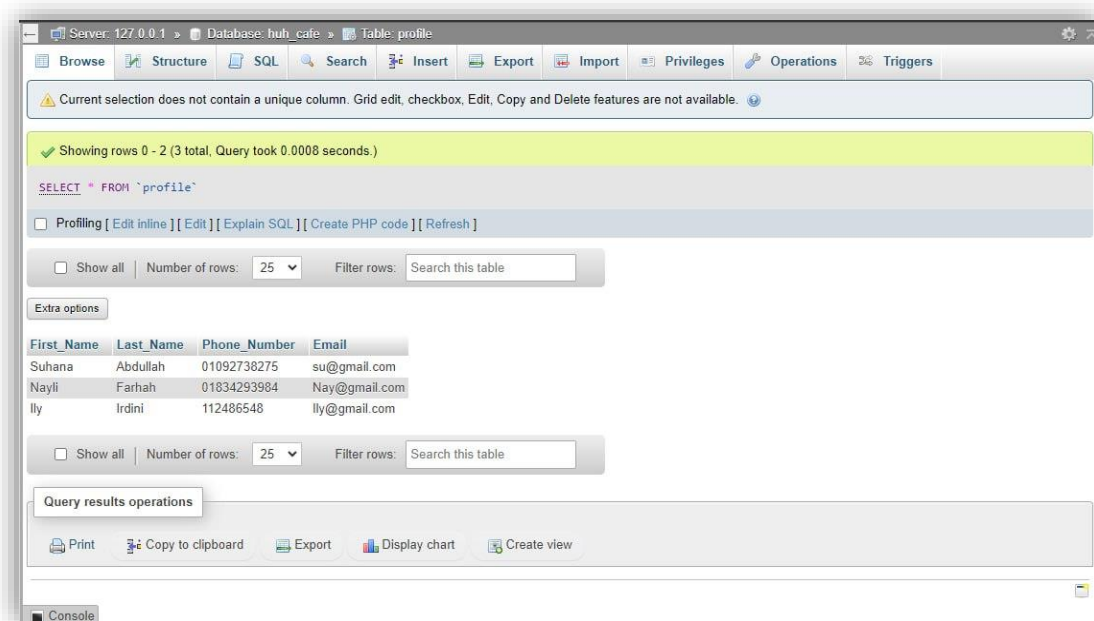 Server: 127.0.0.1 » Database: huh_cafe » Table: profile
Browse Structure SQL Search Insert Export Import Privileges Operations Triggers
Current selection does not contain a unique column. Grid edit, checkbox, Edit, Copy and Delete features are not available.
Showing rows 0 - 2 (3 total, Query took 0.0008 seconds.)
SELECT * FROM `profile`
Profiling [ Edit inline ] [ Edit ] [ Explain SQL ] [ Create PHP code ] [ Refresh ]
Show all | Number of rows: 25 Filter rows: Search this table
Extra options
First_Name Last_Name Phone_Number Email
Suhana Abdullah 01092738275 su@gmail.com
Nayli Farhah 01834293984 Nay@gmail.com
Ily Irdini 112486548 Ily@gmail.com
Show all | Number of rows: 25 Filter rows: Search this table
Query results operations
Print Copy to clipboard Export Display chart Create view
Console